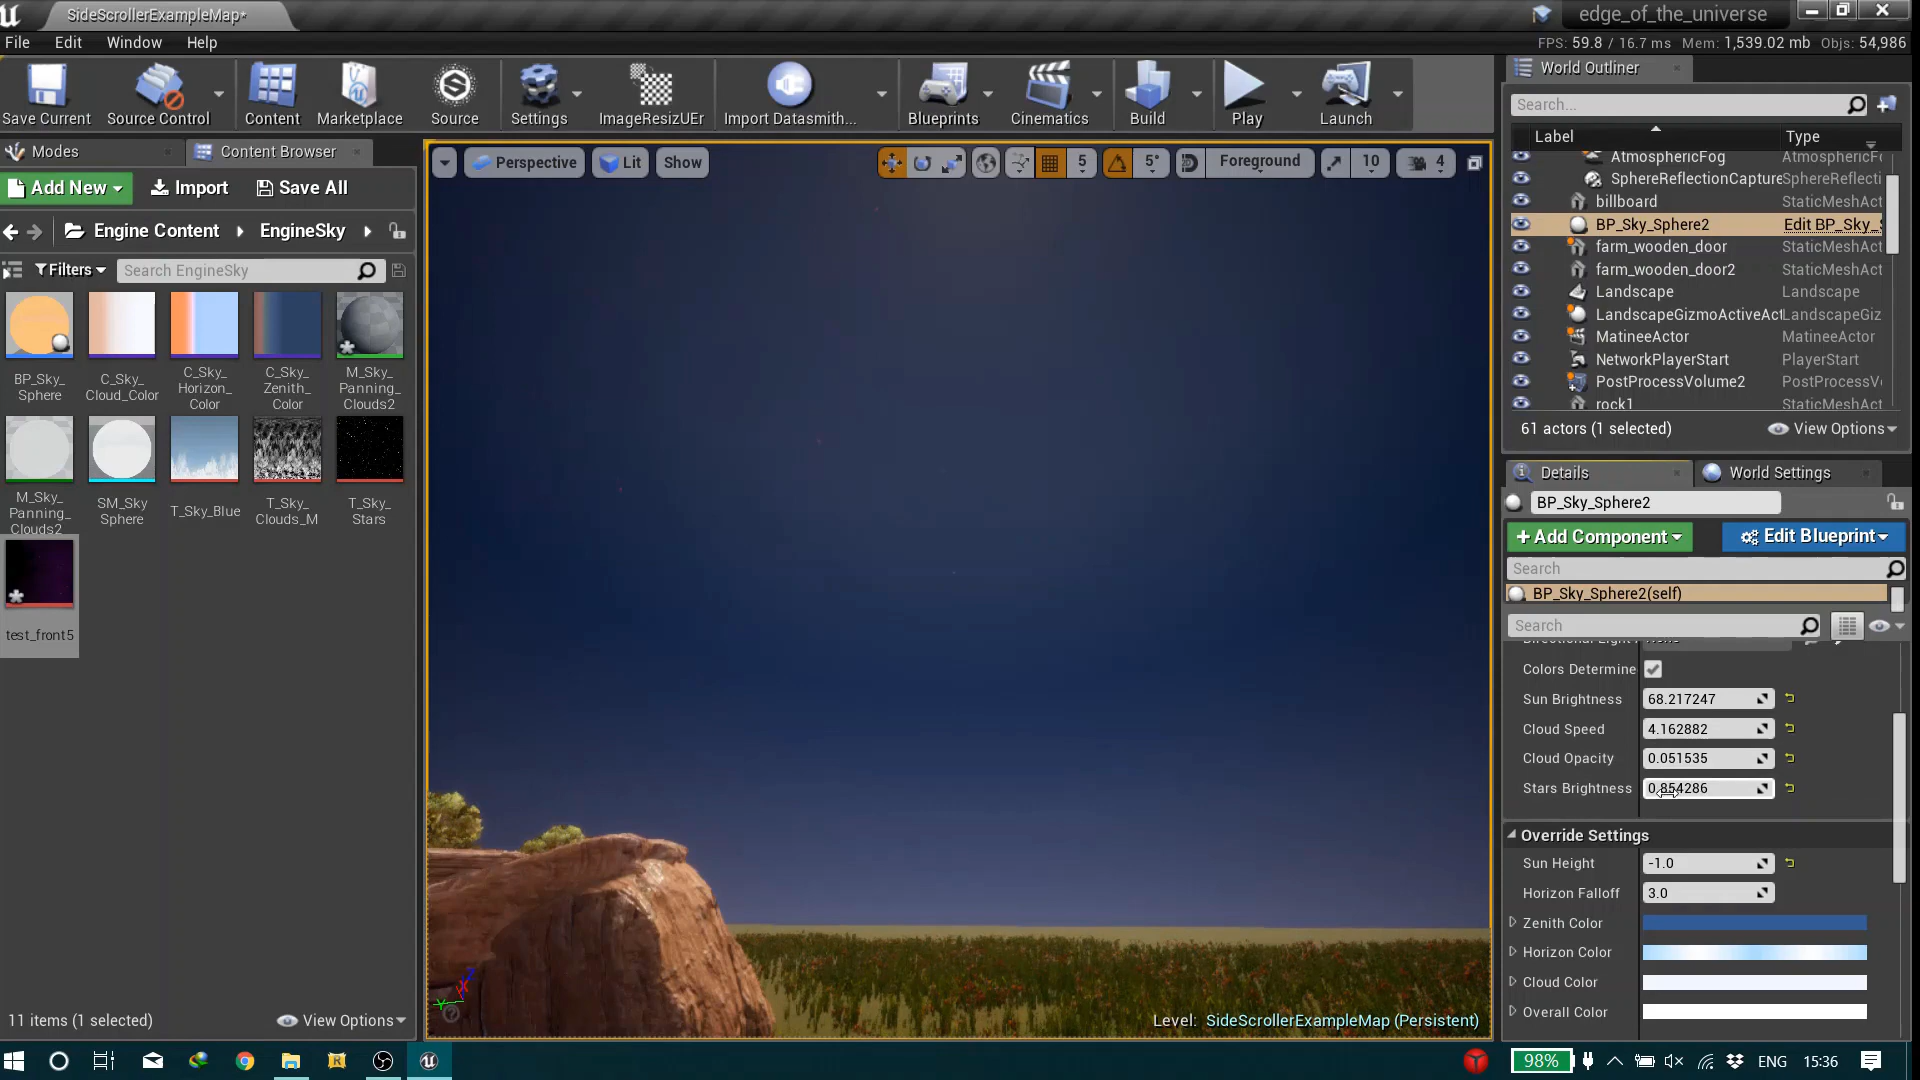 SideScrollerExampleMap*
edge_of_the_universe
File Edit Window Help
FPS: 59.8 / 16.7 ms Mem: 1,539.02 mb Objs: 54,986
Save Current
Source Control
Content
Marketplace
Source
Settings
ImageResizUEr
Import Datasmith...
Blueprints
Cinematics
Build
Play
Launch
World Outliner
Search...
Label Type
AtmosphericFog AtmosphericFo
SphereReflectionCapture SphereReflecti
billboard StaticMeshAct
BP_Sky_Sphere2 Edit BP_Sky_S
farm_wooden_door StaticMeshAct
farm_wooden_door2 StaticMeshAct
Landscape Landscape
LandscapeGizmoActiveAct LandscapeGiz
MatineeActor MatineeActor
NetworkPlayerStart PlayerStart
PostProcessVolume2 PostProcessV
rock1 StaticMeshAct
61 actors (1 selected) View Options
Modes
Content Browser
Add New Import Save All
Engine Content EngineSky
Filters Search EngineSky
BP_Sky_
Sphere
C_Sky_
Cloud_Color
C_Sky_
Horizon_
Color
C_Sky_
Zenith_
Color
M_Sky_
Panning_
Clouds2
M_Sky_
Panning_
Clouds2_
SM_Sky
Sphere
T_Sky_Blue
T_Sky_
Clouds_M
T_Sky_
Stars
test_front5
11 items (1 selected) View Options
Perspective Lit Show
5 5° Foreground 10 4
Level: SideScrollerExampleMap (Persistent)
Details World Settings
BP_Sky_Sphere2
+ Add Component Edit Blueprint
Search
BP_Sky_Sphere2(self)
Search
Directional Light
Colors Determine
Sun Brightness 68.217247
Cloud Speed 4.162882
Cloud Opacity 0.051535
Stars Brightness 0.854286
Override Settings
Sun Height -1.0
Horizon Falloff 3.0
Zenith Color
Horizon Color
Cloud Color
Overall Color
98% ENG 15:36